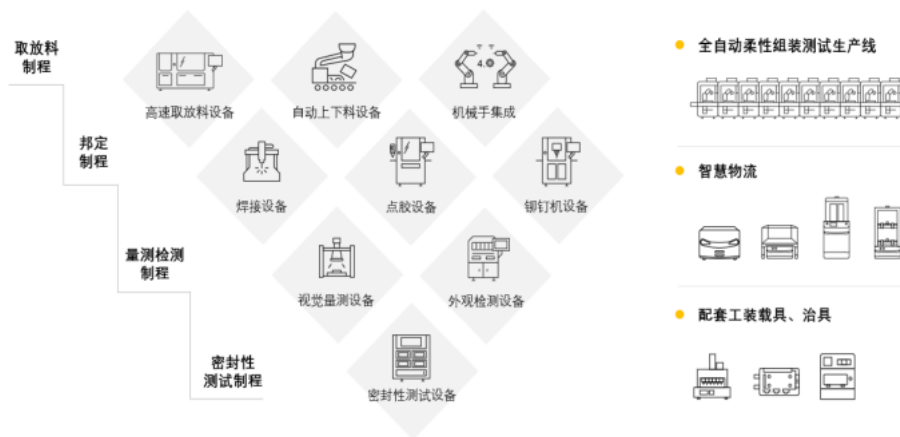 取放料
制程
高速取放料设备
自动上下料设备
4.
机械手集成
邦定
制程
焊接设备
点胶设备
铆钉机设备
量测检测
制程
视觉量测设备
外观检测设备
密封性
测试制程
密封性测试设备
全自动柔性组装测试生产线
智慧物流
配套工装载具、治具